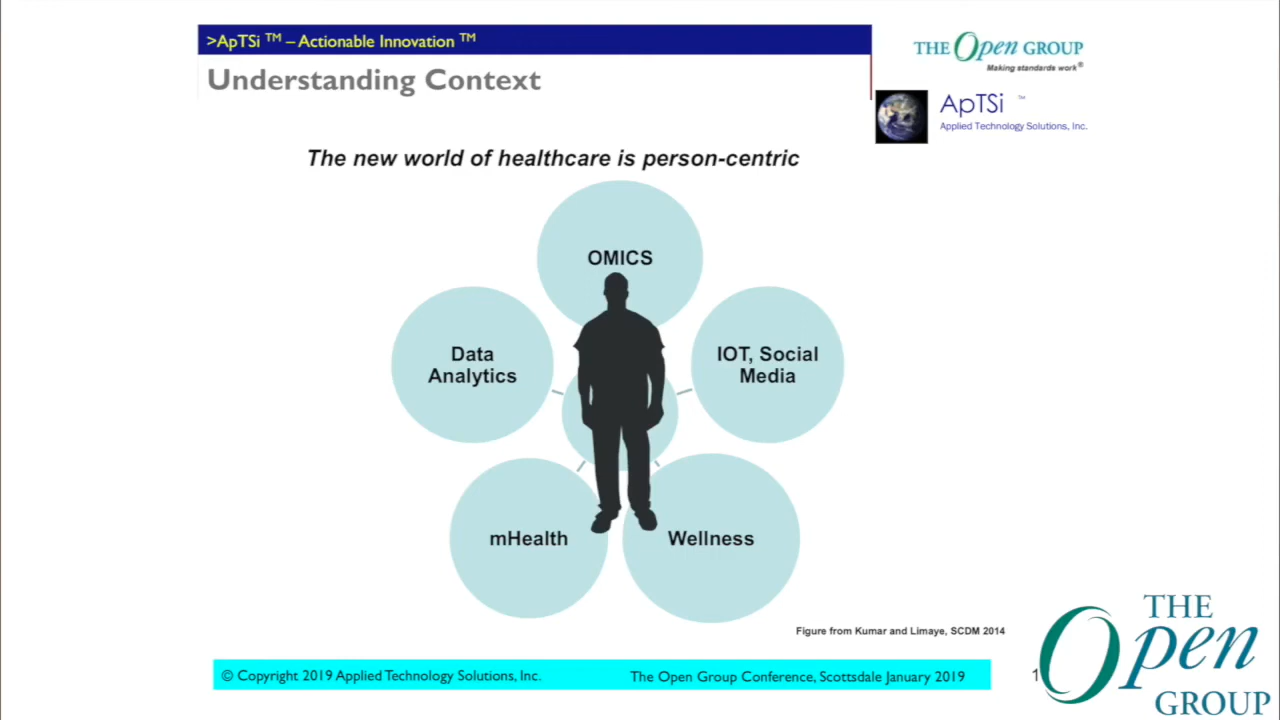 >ApTSi ™ – Actionable Innovation ™
Understanding Context
THE Open GROUP
Making standards work®
ApTSi ™
Applied Technology Solutions, Inc.
The new world of healthcare is person-centric
OMICS
Data
Analytics
IOT, Social
Media
mHealth
Wellness
Figure from Kumar and Limaye, SCDM 2014
© Copyright 2019 Applied Technology Solutions, Inc.
The Open Group Conference, Scottsdale January 2019
1
THE
Open
GROUP